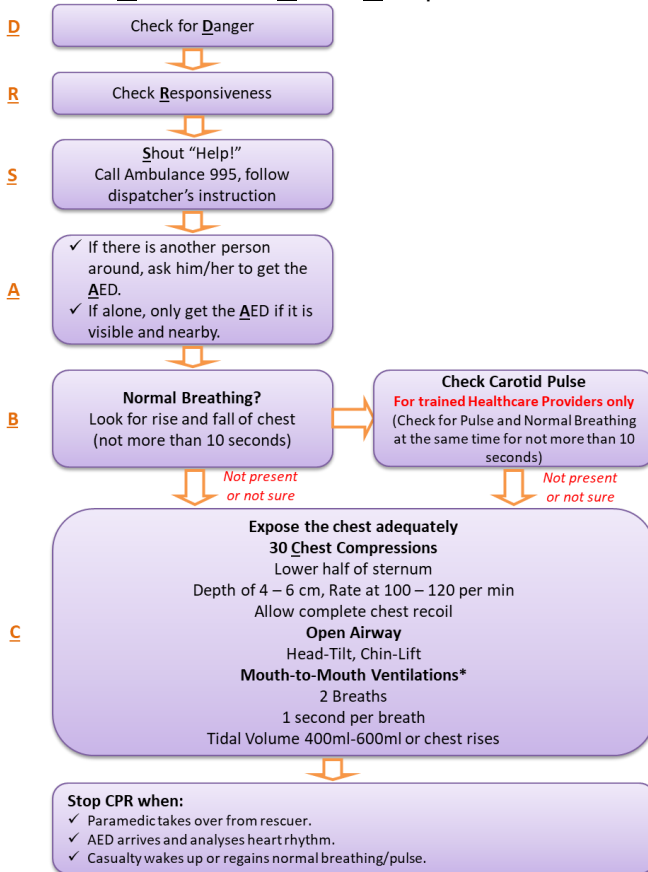 D
Check for Danger
R
Check Responsiveness
S
Shout “Help!”
Call Ambulance 995, follow
dispatcher’s instruction
A
✓ If there is another person
around, ask him/her to get the
AED.
✓ If alone, only get the AED if it is
visible and nearby.
B
Normal Breathing?
Look for rise and fall of chest
(not more than 10 seconds)
Check Carotid Pulse
For trained Healthcare Providers only
(Check for Pulse and Normal Breathing
at the same time for not more than 10
seconds)
Not present
or not sure
Not present
or not sure
C
Expose the chest adequately
30 Chest Compressions
Lower half of sternum
Depth of 4 – 6 cm, Rate at 100 – 120 per min
Allow complete chest recoil
Open Airway
Head-Tilt, Chin-Lift
Mouth-to-Mouth Ventilations*
2 Breaths
1 second per breath
Tidal Volume 400ml-600ml or chest rises
Stop CPR when:
✓ Paramedic takes over from rescuer.
✓ AED arrives and analyses heart rhythm.
✓ Casualty wakes up or regains normal breathing/pulse.